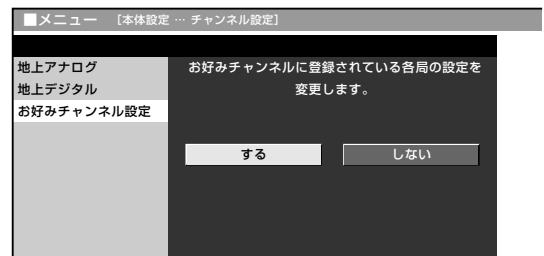 ■メニュー [本体設定 … チャンネル設定]
地上アナログ
地上デジタル
お好みチャンネル設定
お好みチャンネルに登録されている各局の設定を
変更します。
する
しない